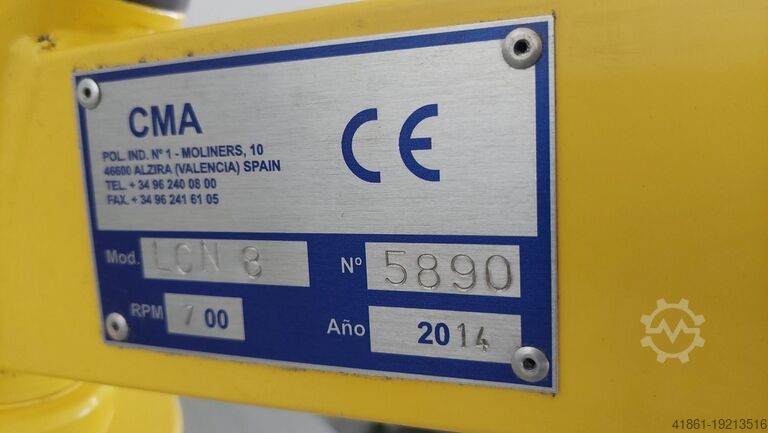 CMA
POL. IND. Nº 1 - MOLINERS, 10
46600 ALZIRA (VALENCIA) SPAIN
TEL. + 34 96 240 08 00
FAX. + 34 96 241 61 05
CE
Mod. LCN 8 Nº 5890
RPM 700 Año 2014
41861-19213516